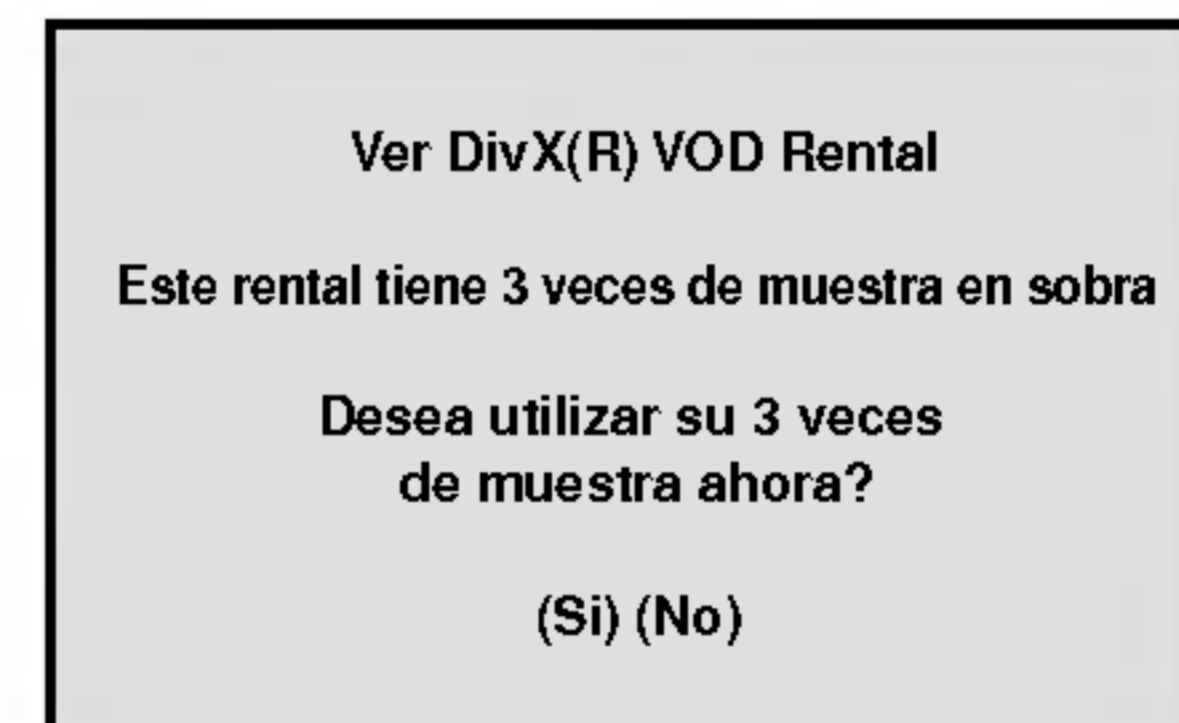 Ver DivX(R) VOD Rental
Este rental tiene 3 veces de muestra en sobra
Desea utilizar su 3 veces
de muestra ahora?
(Si) (No)